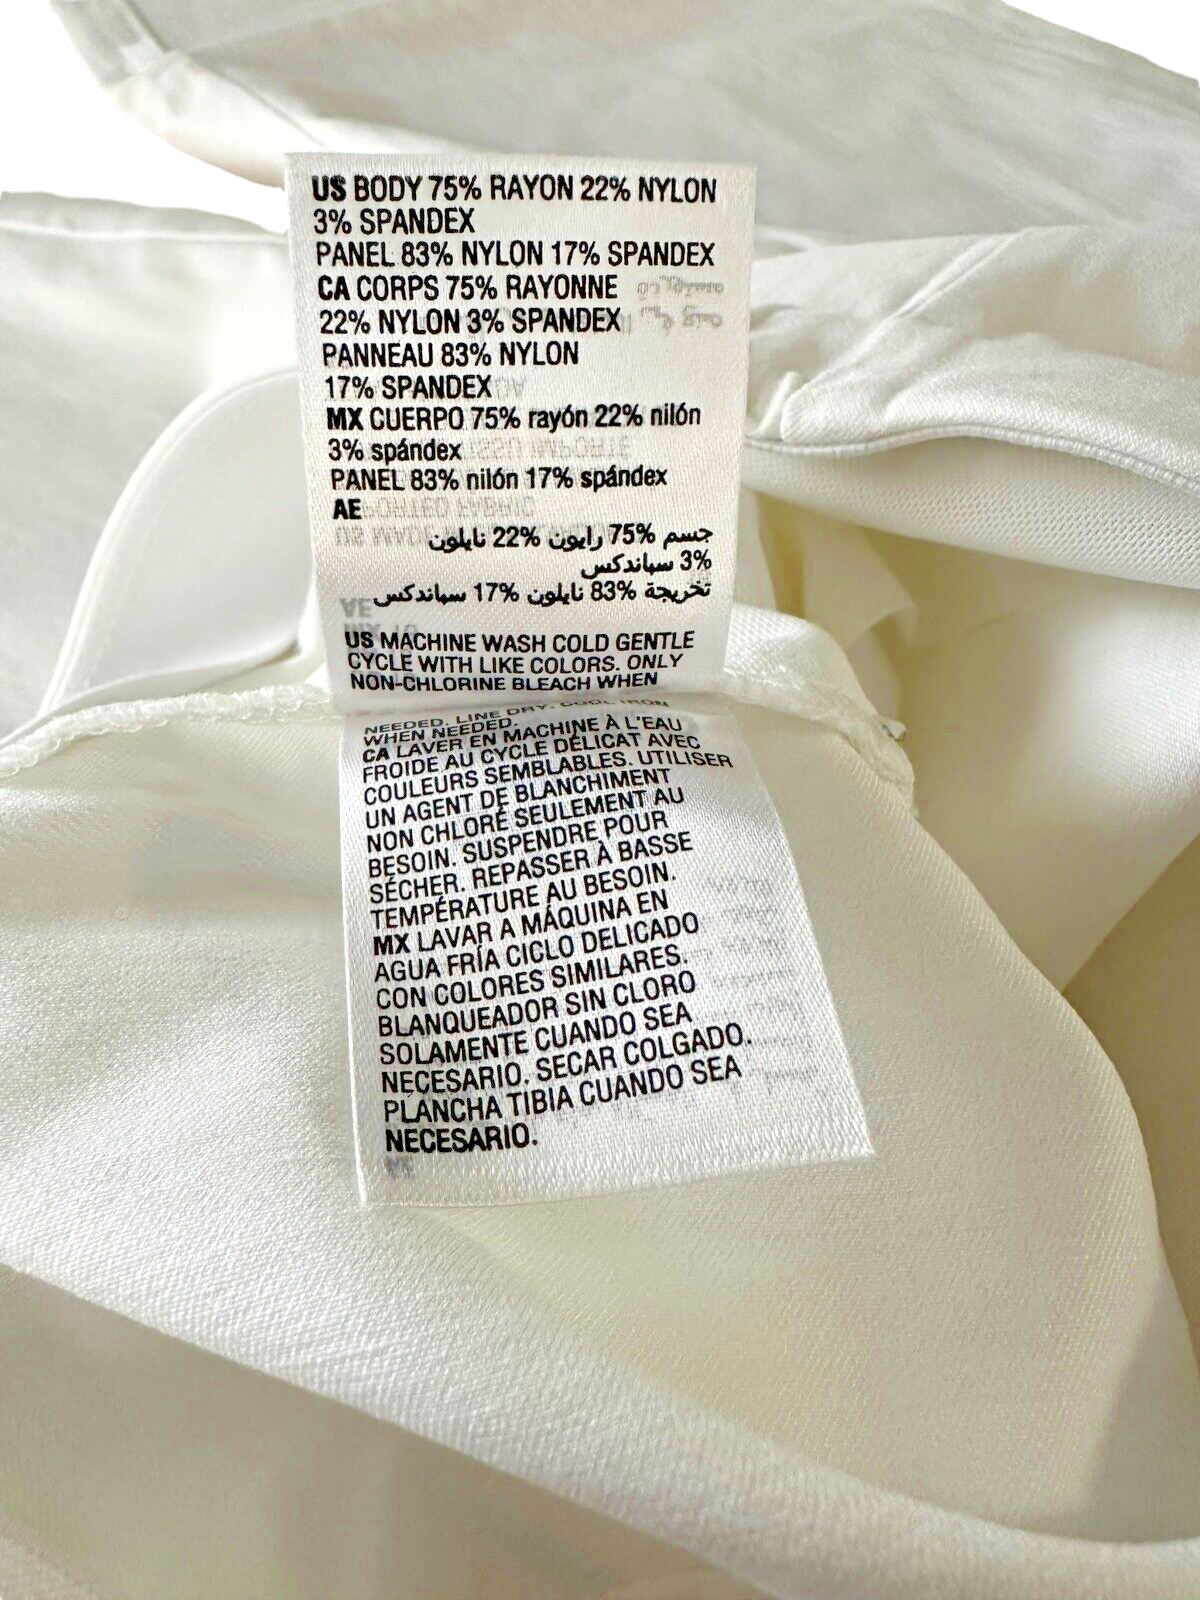 US BODY 75% RAYON 22% NYLON
3% SPANDEX
PANEL 83% NYLON 17% SPANDEX
CA CORPS 75% RAYONNE
22% NYLON 3% SPANDEX
PANNEAU 83% NYLON
17% SPANDEX
MX CUERPO 75% rayón 22% nilón
3% spándex
PANEL 83% nilón 17% spándex
AE
جسم 75% رايون 22% نايلون
3% سباندكس
تخريجة 83% نايلون 17% سباندكس
US MACHINE WASH COLD GENTLE
CYCLE WITH LIKE COLORS. ONLY
NON-CHLORINE BLEACH WHEN
NEEDED. LINE DRY. COOL IRON
WHEN NEEDED.
CA LAVER EN MACHINE À L'EAU
FROIDE AU CYCLE DÉLICAT AVEC
COULEURS SEMBLABLES. UTILISER
UN AGENT DE BLANCHIMENT
NON CHLORÉ SEULEMENT AU
BESOIN. SUSPENDRE POUR
SÉCHER. REPASSER À BASSE
TEMPÉRATURE AU BESOIN.
MX LAVAR A MÁQUINA EN
AGUA FRÍA CICLO DELICADO
CON COLORES SIMILARES.
BLANQUEADOR SIN CLORO
SOLAMENTE CUANDO SEA
NECESARIO. SECAR COLGADO.
PLANCHA TIBIA CUANDO SEA
NECESARIO.